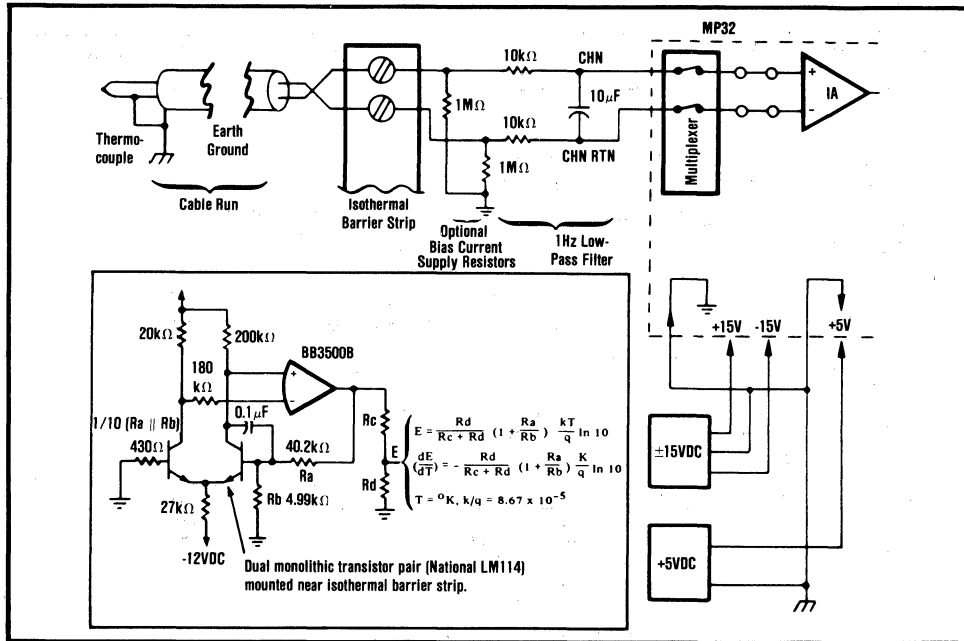 MP32
10kΩ
CHN
1MΩ
10μF
10kΩ
CHN RTN
1MΩ
Multiplexer
+
IA
-
Thermo-
couple
Earth
Ground
Cable Run
Isothermal
Barrier Strip
Optional
Bias Current
Supply Resistors
1Hz Low-
Pass Filter
+15V
-15V
+5V
±15VDC
+5VDC
20kΩ
200kΩ
BB3500B
180
kΩ
+
-
0.1μF
1/10 (Ra || Rb)
430Ω
40.2kΩ
Ra
Rb 4.99kΩ
27kΩ
-12VDC
Rc
E
Rd
E = Rd / Rc + Rd (1 + Ra / Rb) kT / q ln 10
(dE / dT) = - Rd / Rc + Rd (1 + Ra / Rb) K / q ln 10
T = °K, k/q = 8.67 x 10⁻⁵
Dual monolithic transistor pair (National LM114)
mounted near isothermal barrier strip.